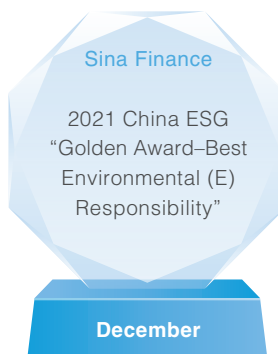 Sina Finance
2021 China ESG
“Golden Award–Best
Environmental (E)
Responsibility”
December